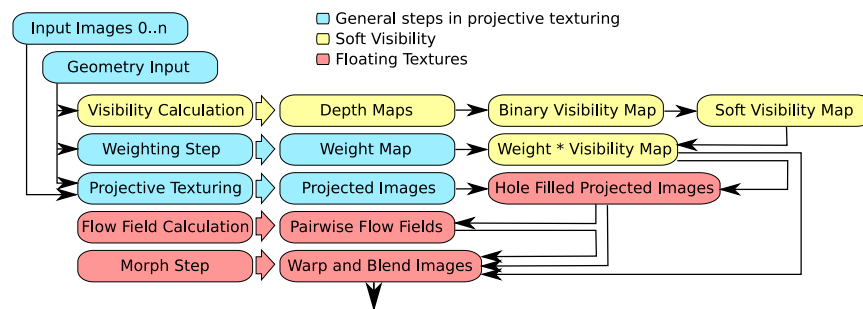 Input Images 0..n
General steps in projective texturing
Soft Visibility
Floating Textures
Geometry Input
Visibility Calculation
Depth Maps
Binary Visibility Map
Soft Visibility Map
Weighting Step
Weight Map
Weight * Visibility Map
Projective Texturing
Projected Images
Hole Filled Projected Images
Flow Field Calculation
Pairwise Flow Fields
Morph Step
Warp and Blend Images